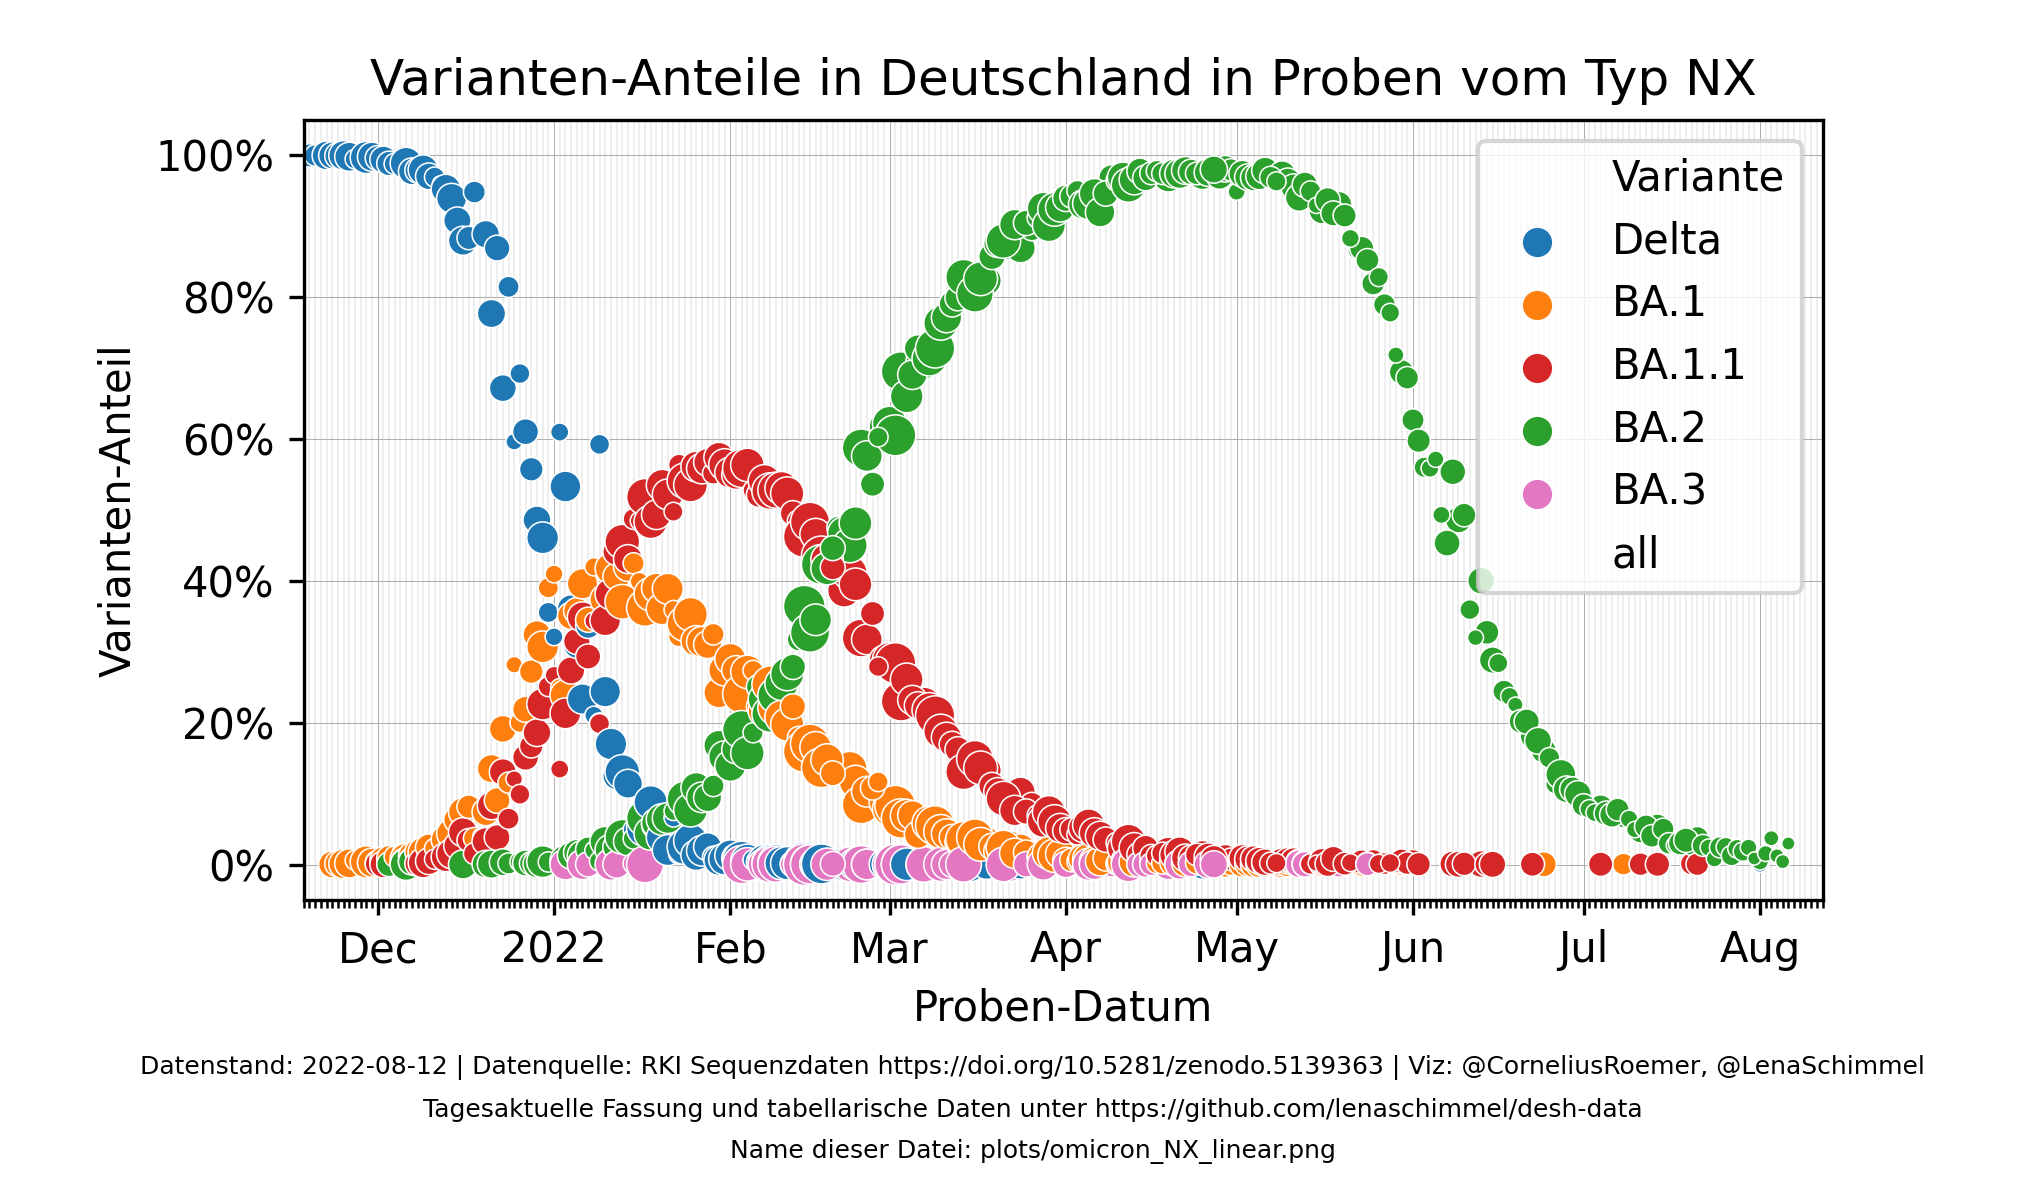 Varianten-Anteile in Deutschland in Proben vom Typ NX
Varianten-Anteil
100%
80%
60%
40%
20%
0%
Variante
Delta
BA.1
BA.1.1
BA.2
BA.3
all
Dec 2022 Feb Mar Apr May Jun Jul Aug
Proben-Datum
Datenstand: 2022-08-12 | Datenquelle: RKI Sequenzdaten https://doi.org/10.5281/zenodo.5139363 | Viz: @CorneliusRoemer, @LenaSchimmel
Tagesaktuelle Fassung und tabellarische Daten unter https://github.com/lenaschimmel/desh-data
Name dieser Datei: plots/omicron_NX_linear.png